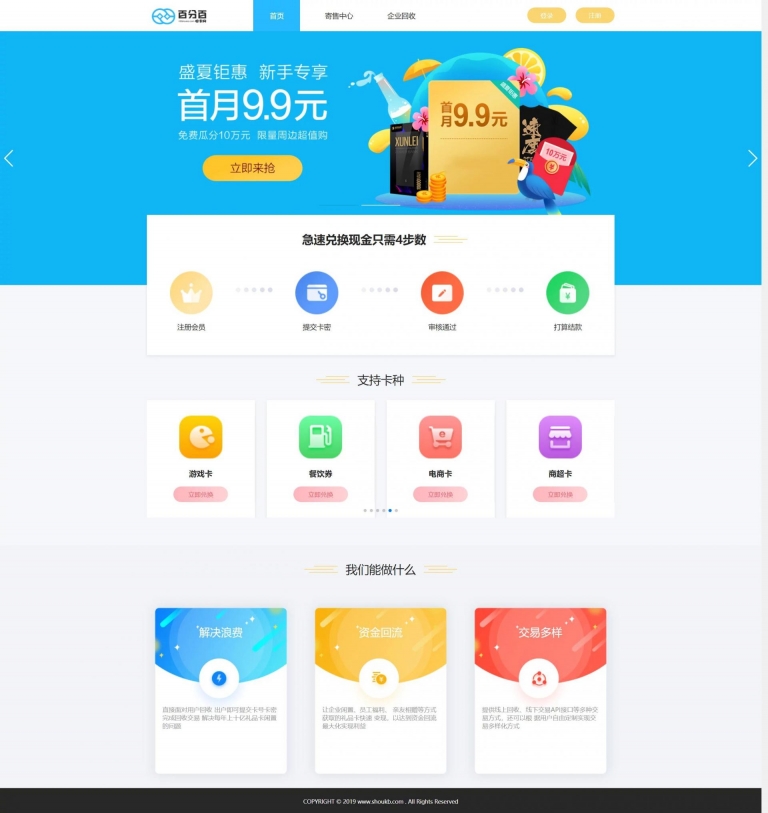 百分百
首页
寄售中心
企业回收
登录
注册
盛夏钜惠 新手专享
首月9.9元
免费瓜分10万元 限量周边超值购
立即来抢
首月9.9元
XUNLEI
10万元
急速兑换现金只需4步数
注册会员
提交卡密
审核通过
打算结款
支持卡种
游戏卡
餐饮券
电商卡
商超卡
立即兑换
立即兑换
立即兑换
立即兑换
我们能做什么
解决浪费
资金回流
交易多样
直接面对用户回收 出户即可提交卡号卡密
完成回收交易 解决每年上十亿礼品卡闲置
的问题
让企业闲置、员工福利、亲友相赠等方式
获取的礼品卡快速 变现、以达到资金回流
最大化实现利益
提供线上回收、线下交易API接口等多种交
易方式、还可以根 据用户自由定制实现交
易多样化方式
COPYRIGHT © 2019 www.shoukb.com . All Rights Reserved